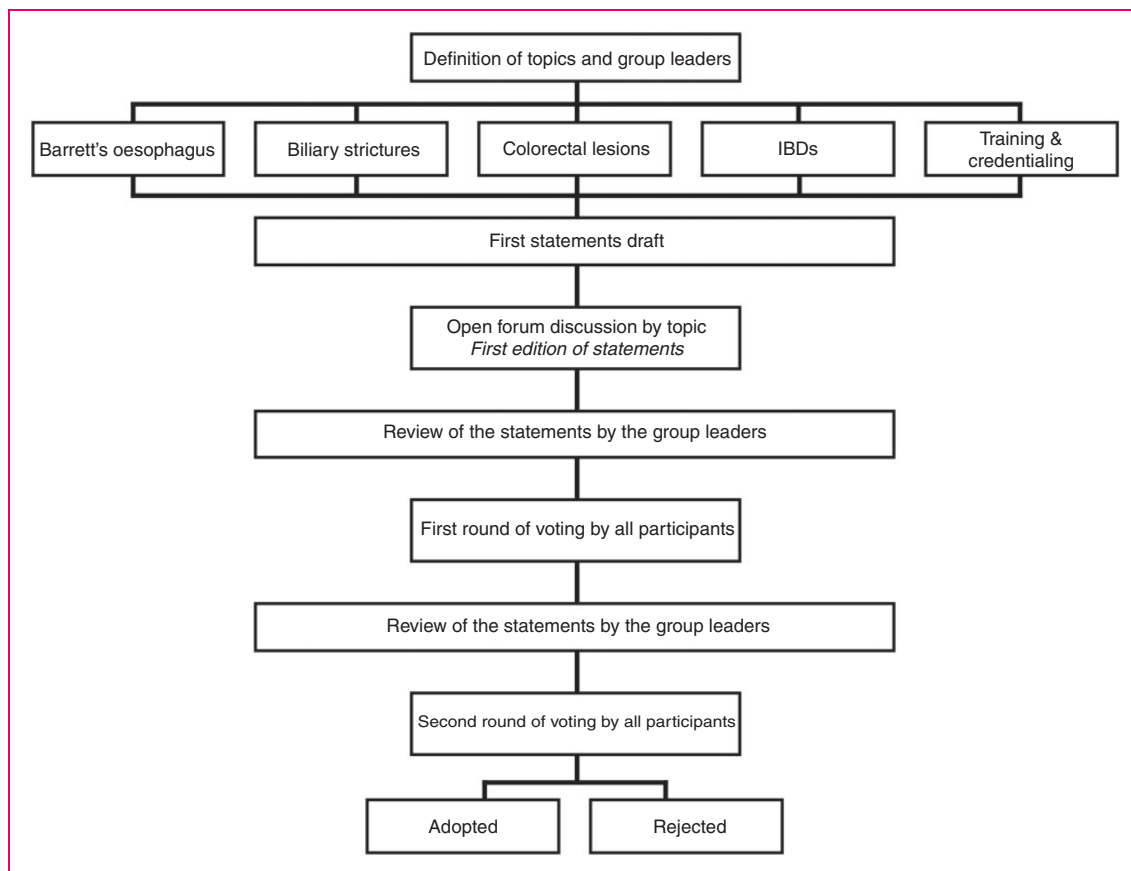 Definition of topics and group leaders
Barrett's oesophagus
Biliary strictures
Colorectal lesions
IBDs
Training &
credentialing
First statements draft
Open forum discussion by topic
First edition of statements
Review of the statements by the group leaders
First round of voting by all participants
Review of the statements by the group leaders
Second round of voting by all participants
Adopted
Rejected